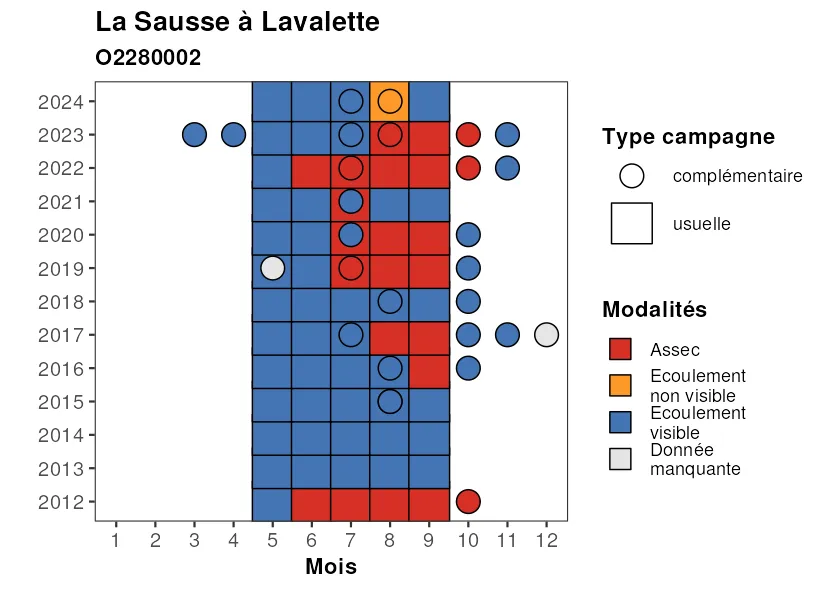 La Sausse à Lavalette
O2280002
2024
2023
2022
2021
2020
2019
2018
2017
2016
2015
2014
2013
2012
1 2 3 4 5 6 7 8 9 10 11 12
Mois
Type campagne
complémentaire
usuelle
Modalités
Assec
Ecoulement
non visible
Ecoulement
visible
Donnée
manquante